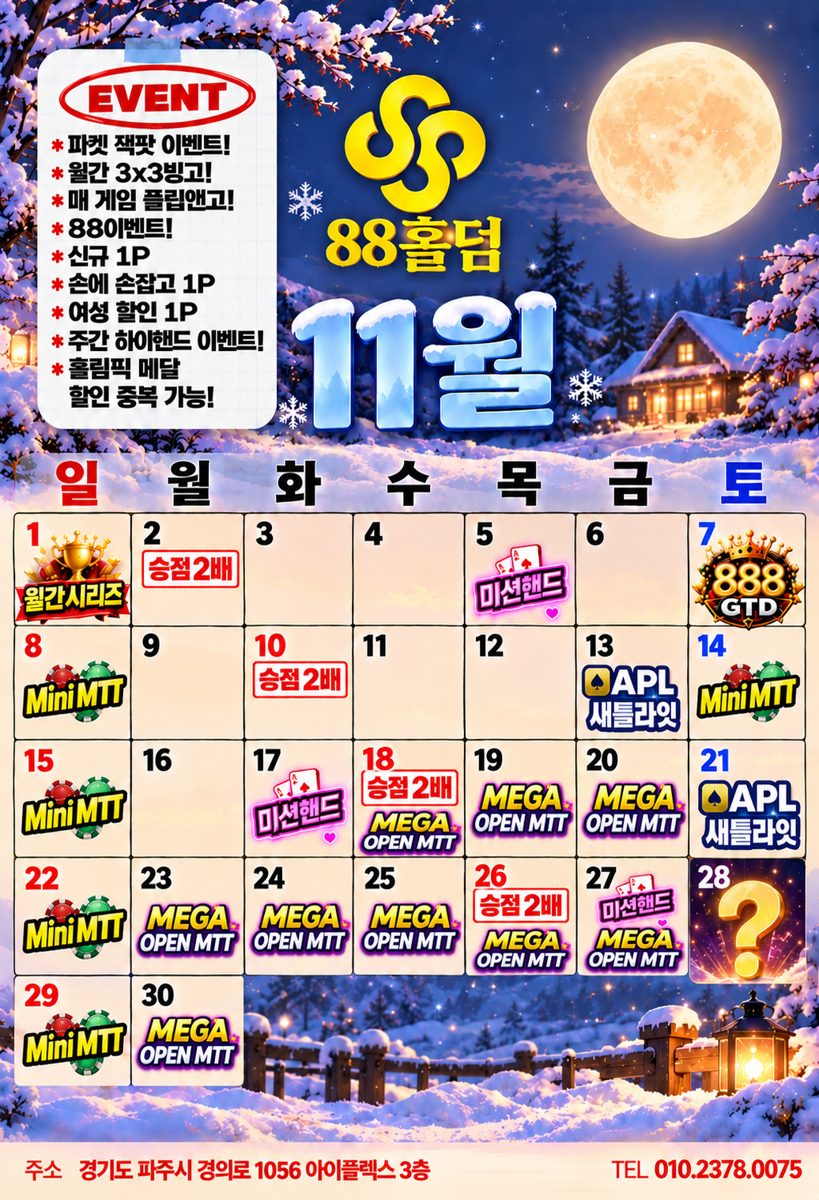 EVENT
* 파켓 잭팟 이벤트!
* 월간 3x3빙고!
* 매 게임 플립앤고!
* 88이벤트!
* 신규 1P
* 손에 손잡고 1P
* 여성 할인 1P
* 주간 하이핸드 이벤트!
* 홀림픽 메달
할인 중복 가능!
88홀덤
11월
일 월 화 수 목 금 토
1 2 3 4 5 6 7
월간시리즈
승점2배
미션핸드
888
GTD
8 9 10 11 12 13 14
Mini MTT
승점2배
APL
새틀라잇
Mini MTT
15 16 17 18 19 20 21
Mini MTT
미션핸드
승점2배
MEGA
OPEN MTT
MEGA
OPEN MTT
MEGA
OPEN MTT
APL
새틀라잇
22 23 24 25 26 27 28
Mini MTT
MEGA
OPEN MTT
MEGA
OPEN MTT
MEGA
OPEN MTT
승점2배
MEGA
OPEN MTT
미션핸드
MEGA
OPEN MTT
?
29 30
Mini MTT
MEGA
OPEN MTT
주소 경기도 파주시 경의로 1056 아이플렉스 3층
TEL 010.2378.0075